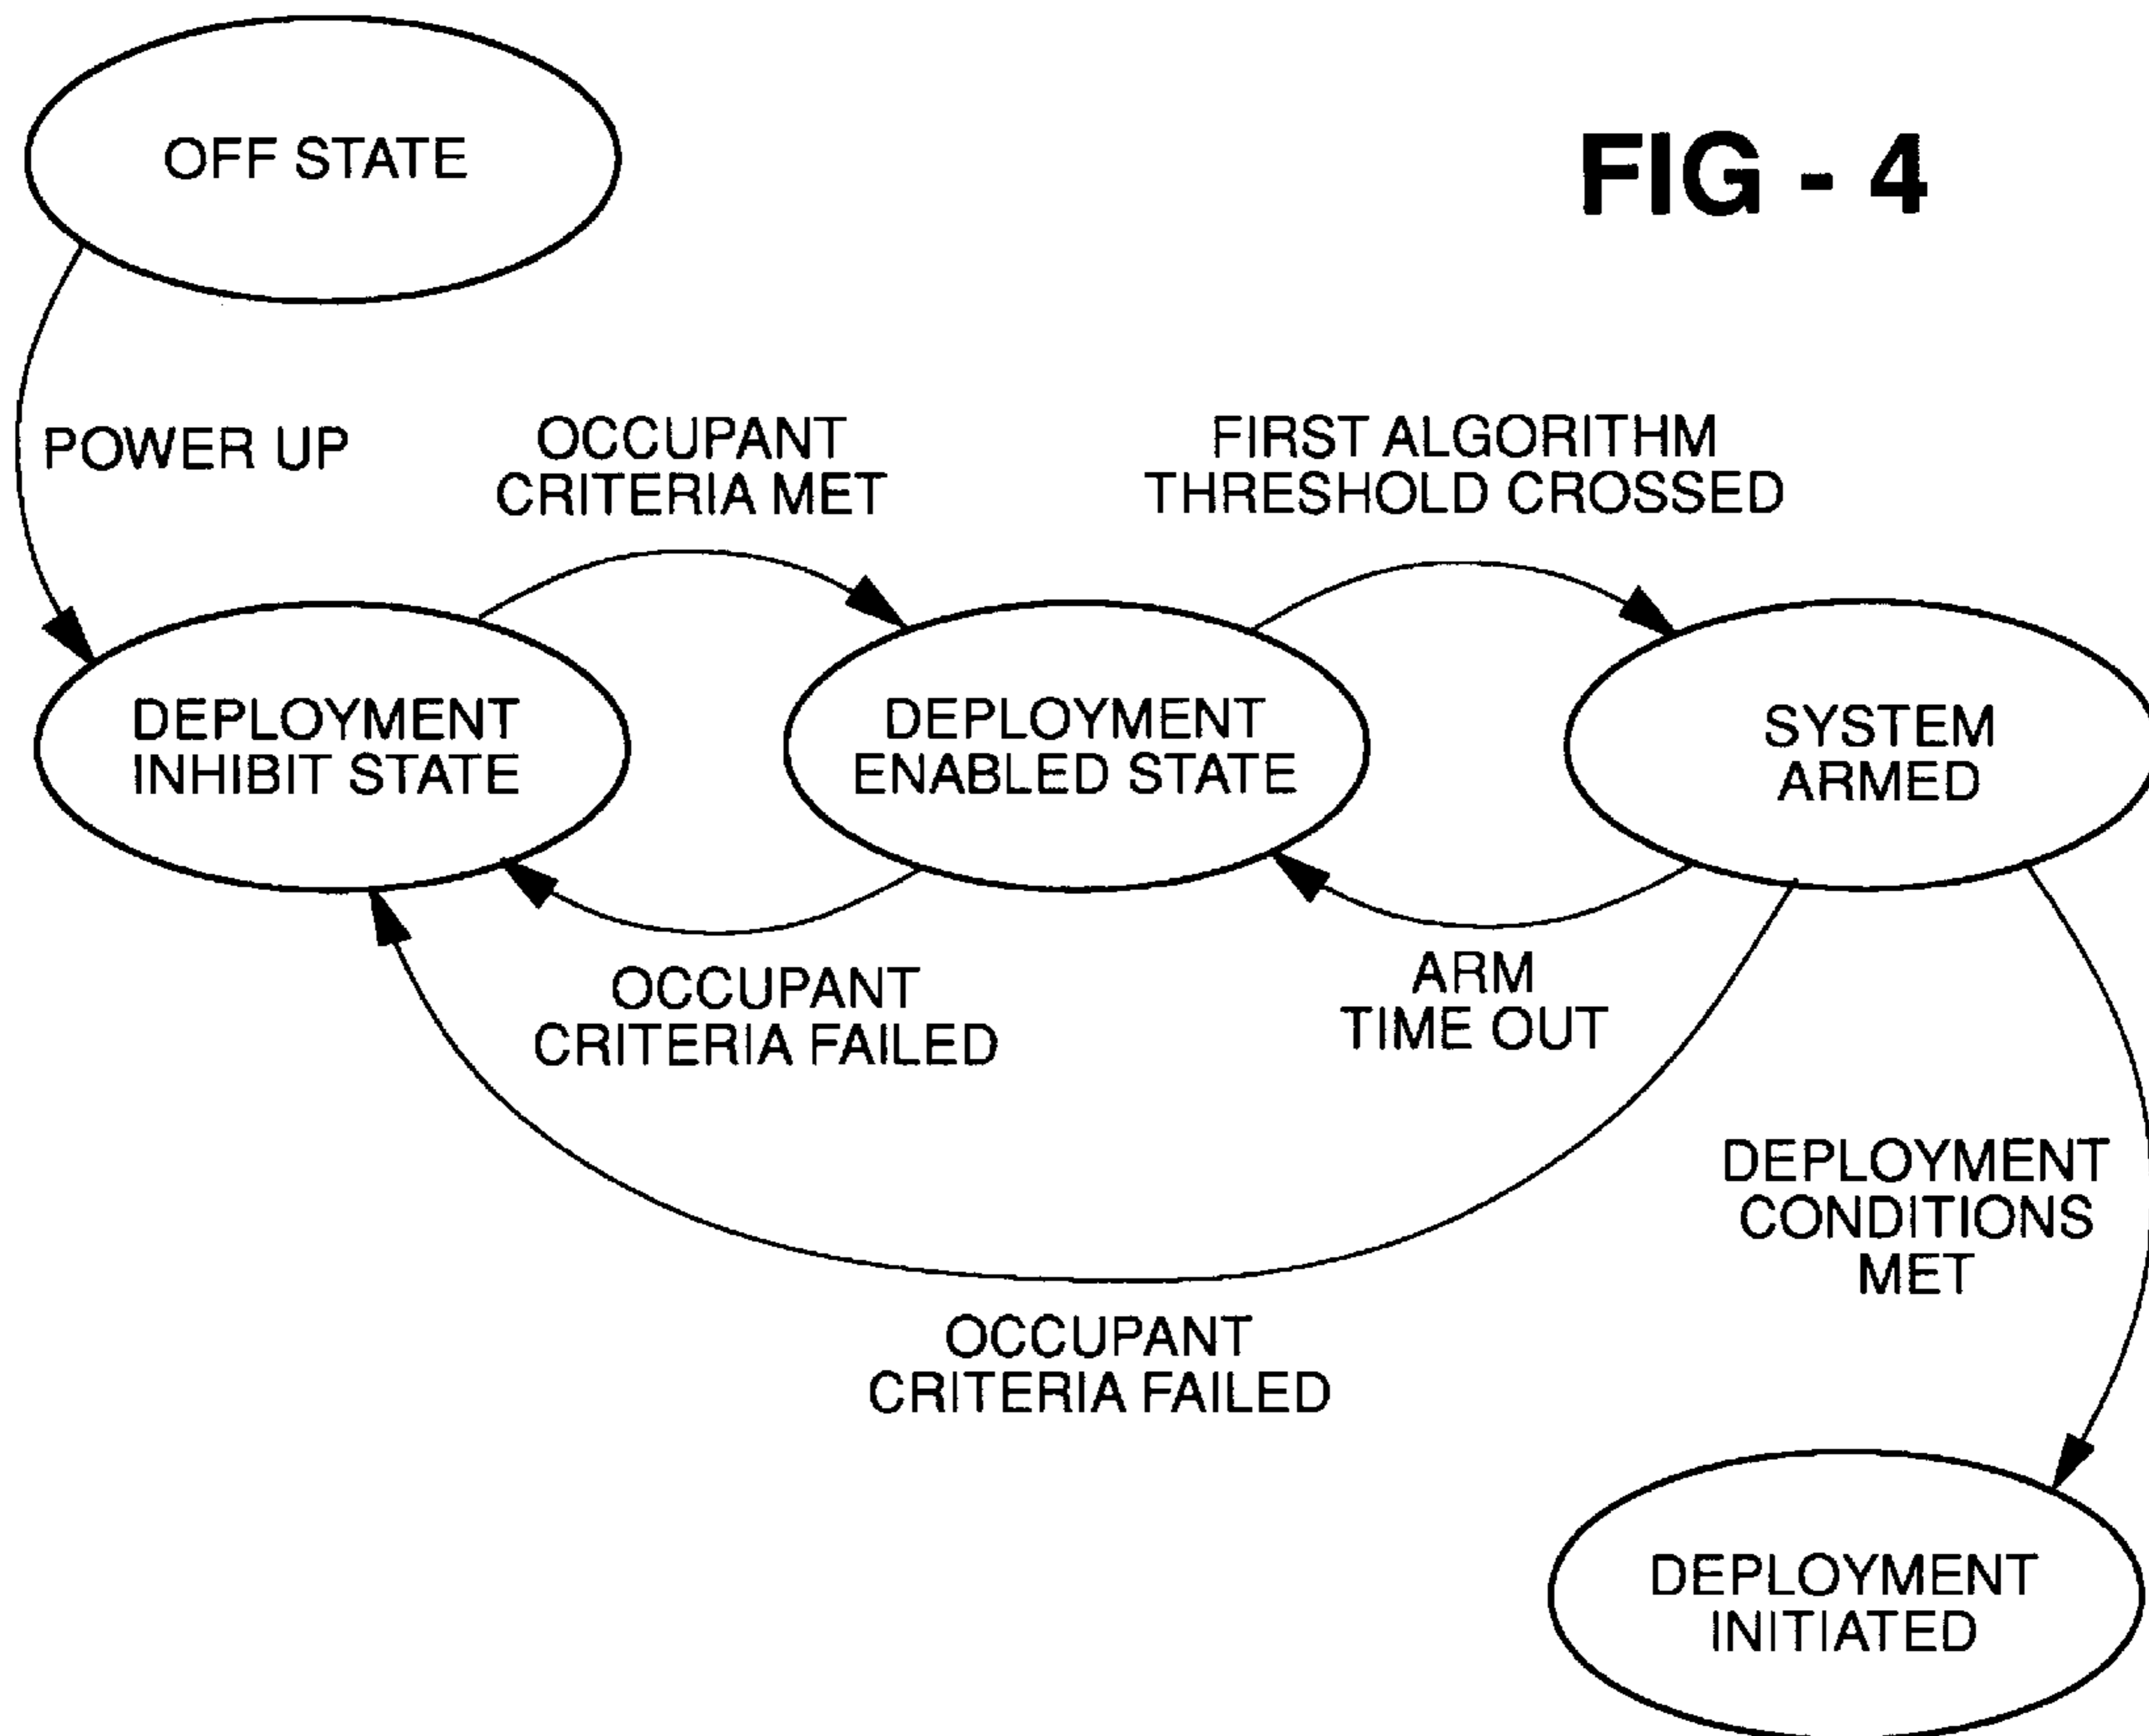 OFF STATE
FIG - 4
POWER UP
OCCUPANT
CRITERIA MET
FIRST ALGORITHM
THRESHOLD CROSSED
DEPLOYMENT
INHIBIT STATE
DEPLOYMENT
ENABLED STATE
SYSTEM
ARMED
OCCUPANT
CRITERIA FAILED
ARM
TIME OUT
DEPLOYMENT
CONDITIONS
MET
OCCUPANT
CRITERIA FAILED
DEPLOYMENT
INITIATED